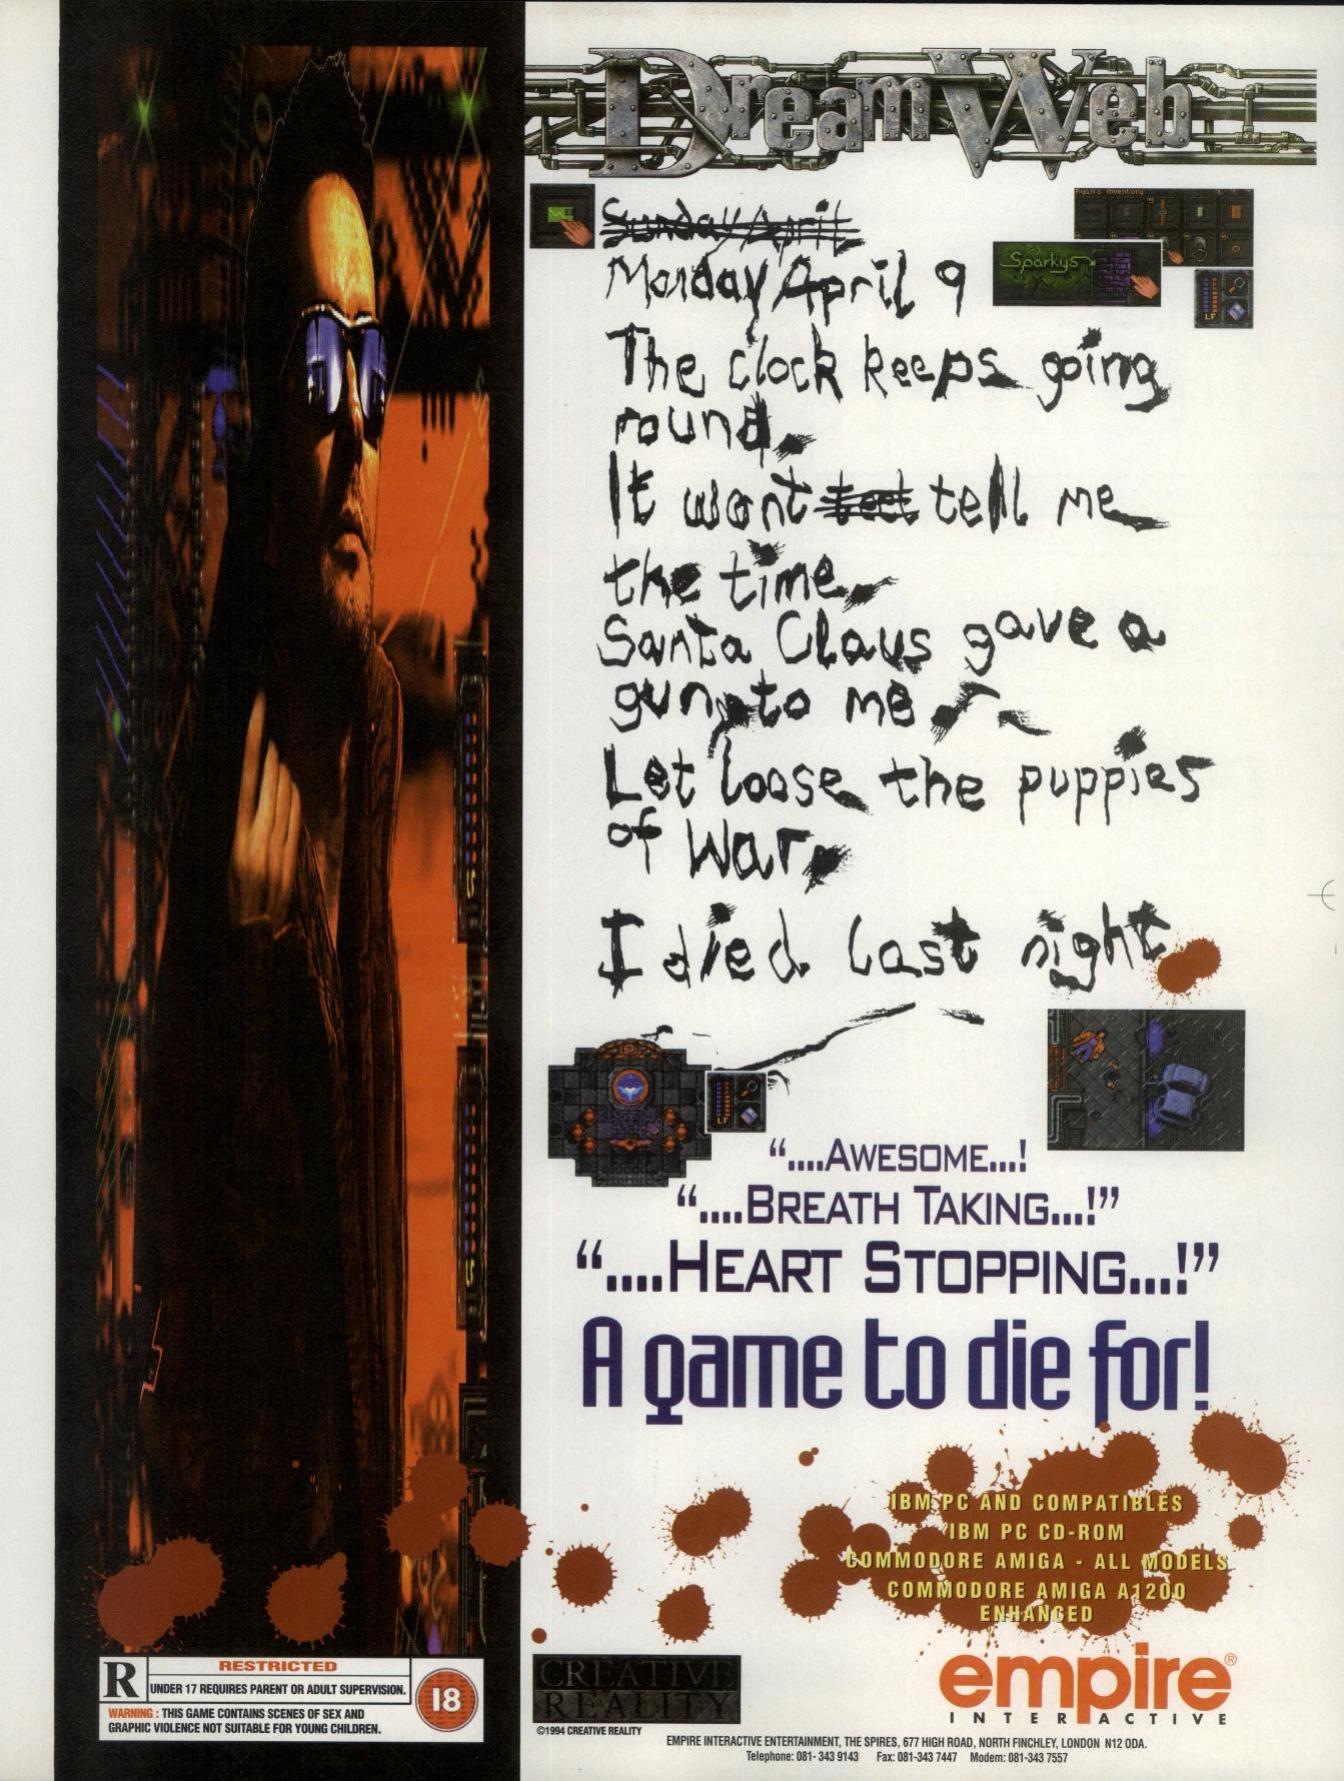 DreamWeb
Ryan's Inventory
Sunday April
Monday April 9
Sparkys
LF
The clock keeps going
round.
It wont teel tell me
the time.
Santa Claus gave a
gun to me
Let loose the puppies
of War.
I died last night
LF
“....AWESOME...!
“....BREATH TAKING...!”
“....HEART STOPPING...!”
A game to die for!
IBM PC AND COMPATIBLES
IBM PC CD-ROM
COMMODORE AMIGA - ALL MODELS
COMMODORE AMIGA A1200
ENHANCED
R
RESTRICTED
UNDER 17 REQUIRES PARENT OR ADULT SUPERVISION.
WARNING : THIS GAME CONTAINS SCENES OF SEX AND
GRAPHIC VIOLENCE NOT SUITABLE FOR YOUNG CHILDREN.
18
CREATIVE
REALITY
©1994 CREATIVE REALITY
empire®
INTERACTIVE
EMPIRE INTERACTIVE ENTERTAINMENT, THE SPIRES, 677 HIGH ROAD, NORTH FINCHLEY, LONDON N12 ODA.
Telephone: 081- 343 9143 Fax: 081-343 7447 Modem: 081-343 7557